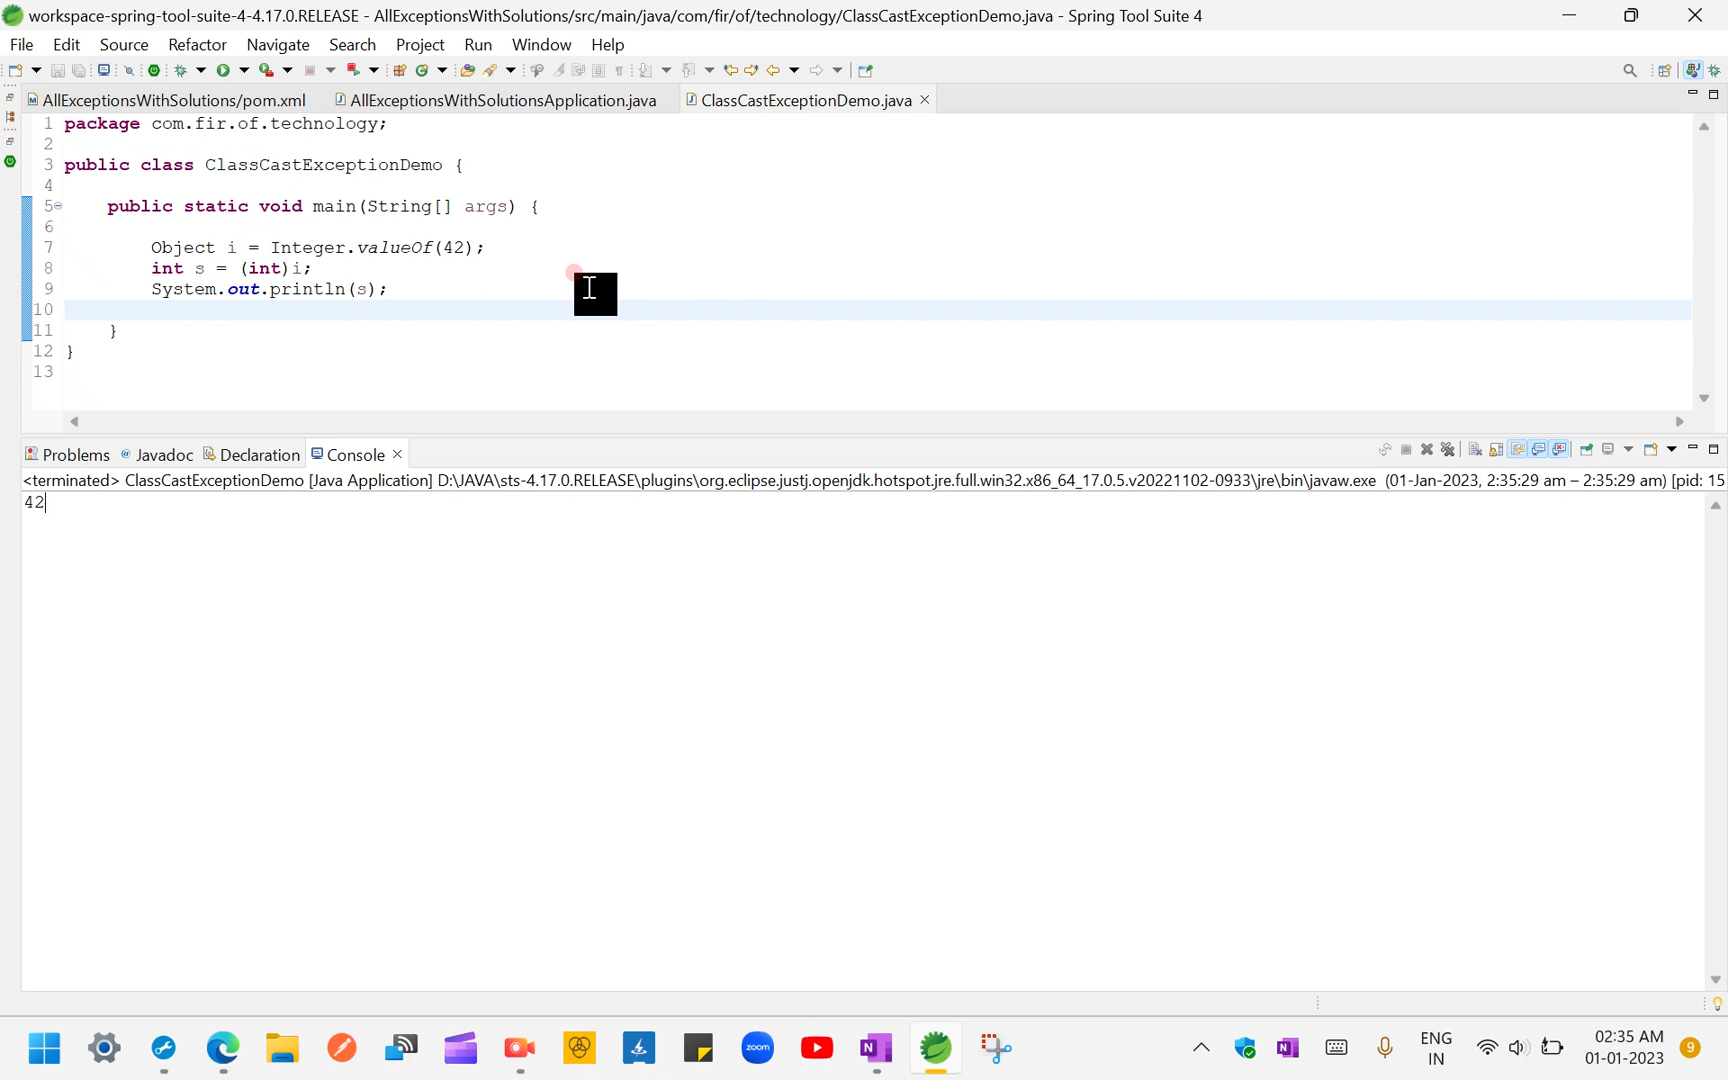 workspace-spring-tool-suite-4-4.17.0.RELEASE - AllExceptionsWithSolutions/src/main/java/com/fir/of/technology/ClassCastExceptionDemo.java - Spring Tool Suite 4
File Edit Source Refactor Navigate Search Project Run Window Help
AllExceptionsWithSolutions/pom.xml AllExceptionsWithSolutionsApplication.java ClassCastExceptionDemo.java
1 package com.fir.of.technology;
2
3 public class ClassCastExceptionDemo {
4
5 public static void main(String[] args) {
6
7 Object i = Integer.valueOf(42);
8 int s = (int)i;
9 System.out.println(s);
10
11 }
12 }
13
Problems Javadoc Declaration Console
<terminated> ClassCastExceptionDemo [Java Application] D:\JAVA\sts-4.17.0.RELEASE\plugins\org.eclipse.justj.openjdk.hotspot.jre.full.win32.x86_64_17.0.5.v20221102-0933\jre\bin\javaw.exe (01-Jan-2023, 2:35:29 am – 2:35:29 am) [pid: 15
42
zoom
ENG
IN
02:35 AM
01-01-2023
9